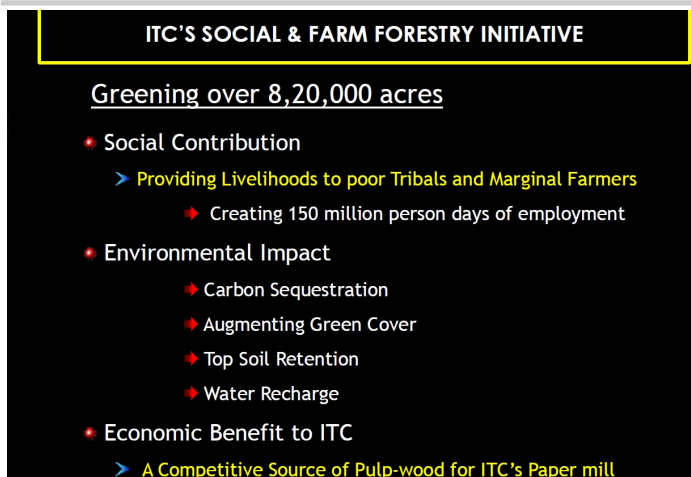 ITC’S SOCIAL & FARM FORESTRY INITIATIVE
Greening over 8,20,000 acres
Social Contribution
Providing Livelihoods to poor Tribals and Marginal Farmers
Creating 150 million person days of employment
Environmental Impact
Carbon Sequestration
Augmenting Green Cover
Top Soil Retention
Water Recharge
Economic Benefit to ITC
A Competitive Source of Pulp-wood for ITC’s Paper mill